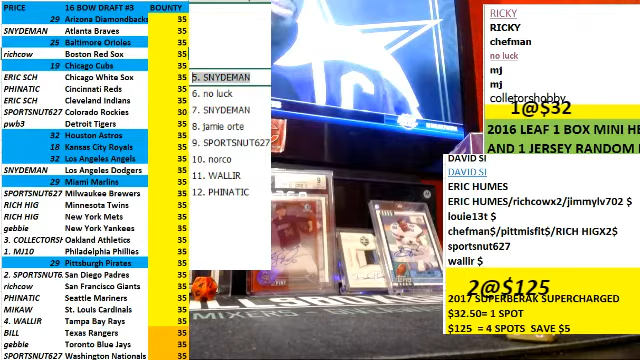 PRICE 16 BOW DRAFT #3 BOUNTY
29 Arizona Diamondbacks 35
SNYDEMAN Atlanta Braves 35
25 Baltimore Orioles 35
richcow Boston Red Sox 35
19 Chicago Cubs 35
ERIC SCH Chicago White Sox 35
PHINATIC Cincinnati Reds 35
ERIC SCH Cleveland Indians 35
SPORTSNUT627 Colorado Rockies 30
pwb3 Detroit Tigers 35
32 Houston Astros 35
18 Kansas City Royals 35
32 Los Angeles Angels 35
SNYDEMAN Los Angeles Dodgers 35
29 Miami Marlins 35
SPORTSNUT627 Milwaukee Brewers 35
RICH HIG Minnesota Twins 35
RICH HIG New York Mets 35
gebbie New York Yankees 35
3. COLLECTORS Oakland Athletics 35
1. MJ10 Philadelphia Phillies 35
29 Pittsburgh Pirates 35
2. SPORTSNUT6 San Diego Padres 35
richcow San Francisco Giants 35
PHINATIC Seattle Mariners 35
MIKAW St. Louis Cardinals 35
4. WALLIR Tampa Bay Rays 35
BILL Texas Rangers 35
gebbie Toronto Blue Jays 35
SPORTSNUT627 Washington Nationals 35
5. SNYDEMAN
6. no luck
7. SNYDEMAN
8. jamie orte
9. SPORTSNUT627
10. norco
11. WALLIR
12. PHINATIC
RICKY
RICKY
chefman
no luck
mj
mj
colletorshobby
1@$32
2016 LEAF 1 BOX MINI HE
AND 1 JERSEY RANDOM
DAVID SI
DAVID SI
ERIC HUMES
ERIC HUMES/richcowx2/jimmylv702 $
louie13t $
chefman$/pttmisflt$/RICH HIGX2$
sportsnut627
wallir $
2@$125
2017 SUPERBERAK SUPERCHARGED
$32.50= 1 SPOT
$125 = 4 SPOTS SAVE $5
MIXERS